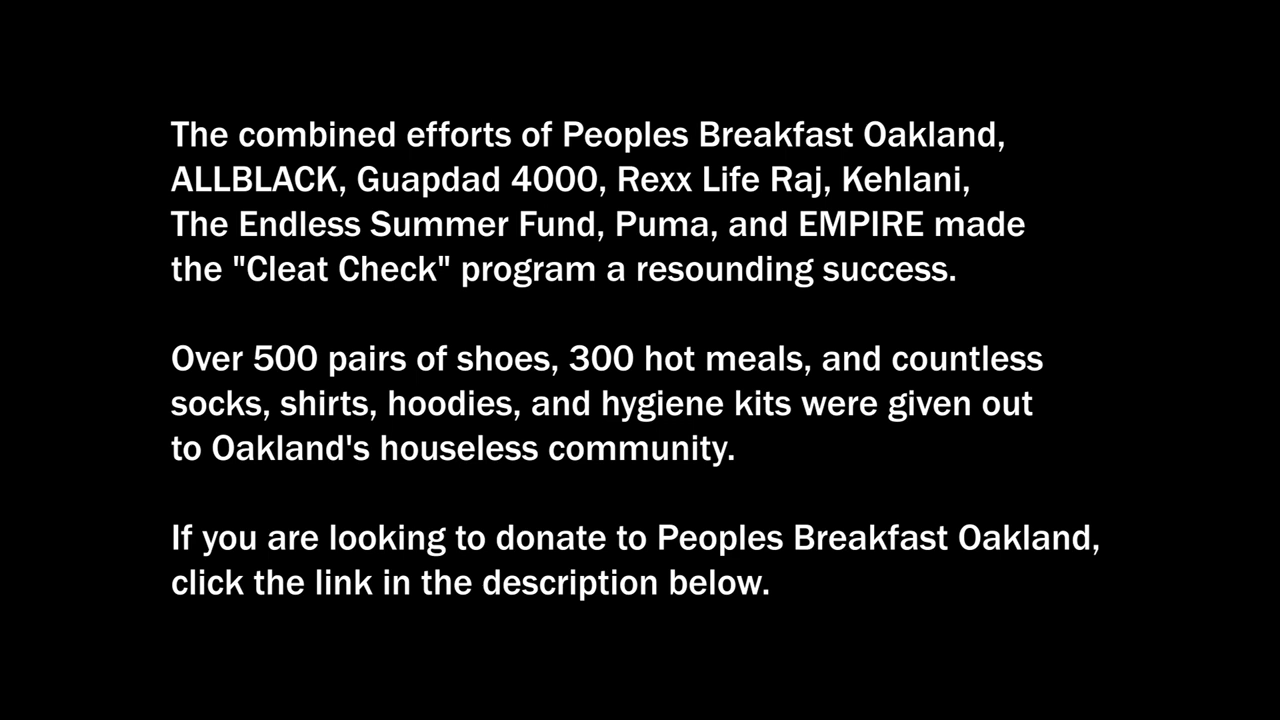 The combined efforts of Peoples Breakfast Oakland,
ALLBLACK, Guapdad 4000, Rexx Life Raj, Kehlani,
The Endless Summer Fund, Puma, and EMPIRE made
the "Cleat Check" program a resounding success.
Over 500 pairs of shoes, 300 hot meals, and countless
socks, shirts, hoodies, and hygiene kits were given out
to Oakland's houseless community.
If you are looking to donate to Peoples Breakfast Oakland,
click the link in the description below.